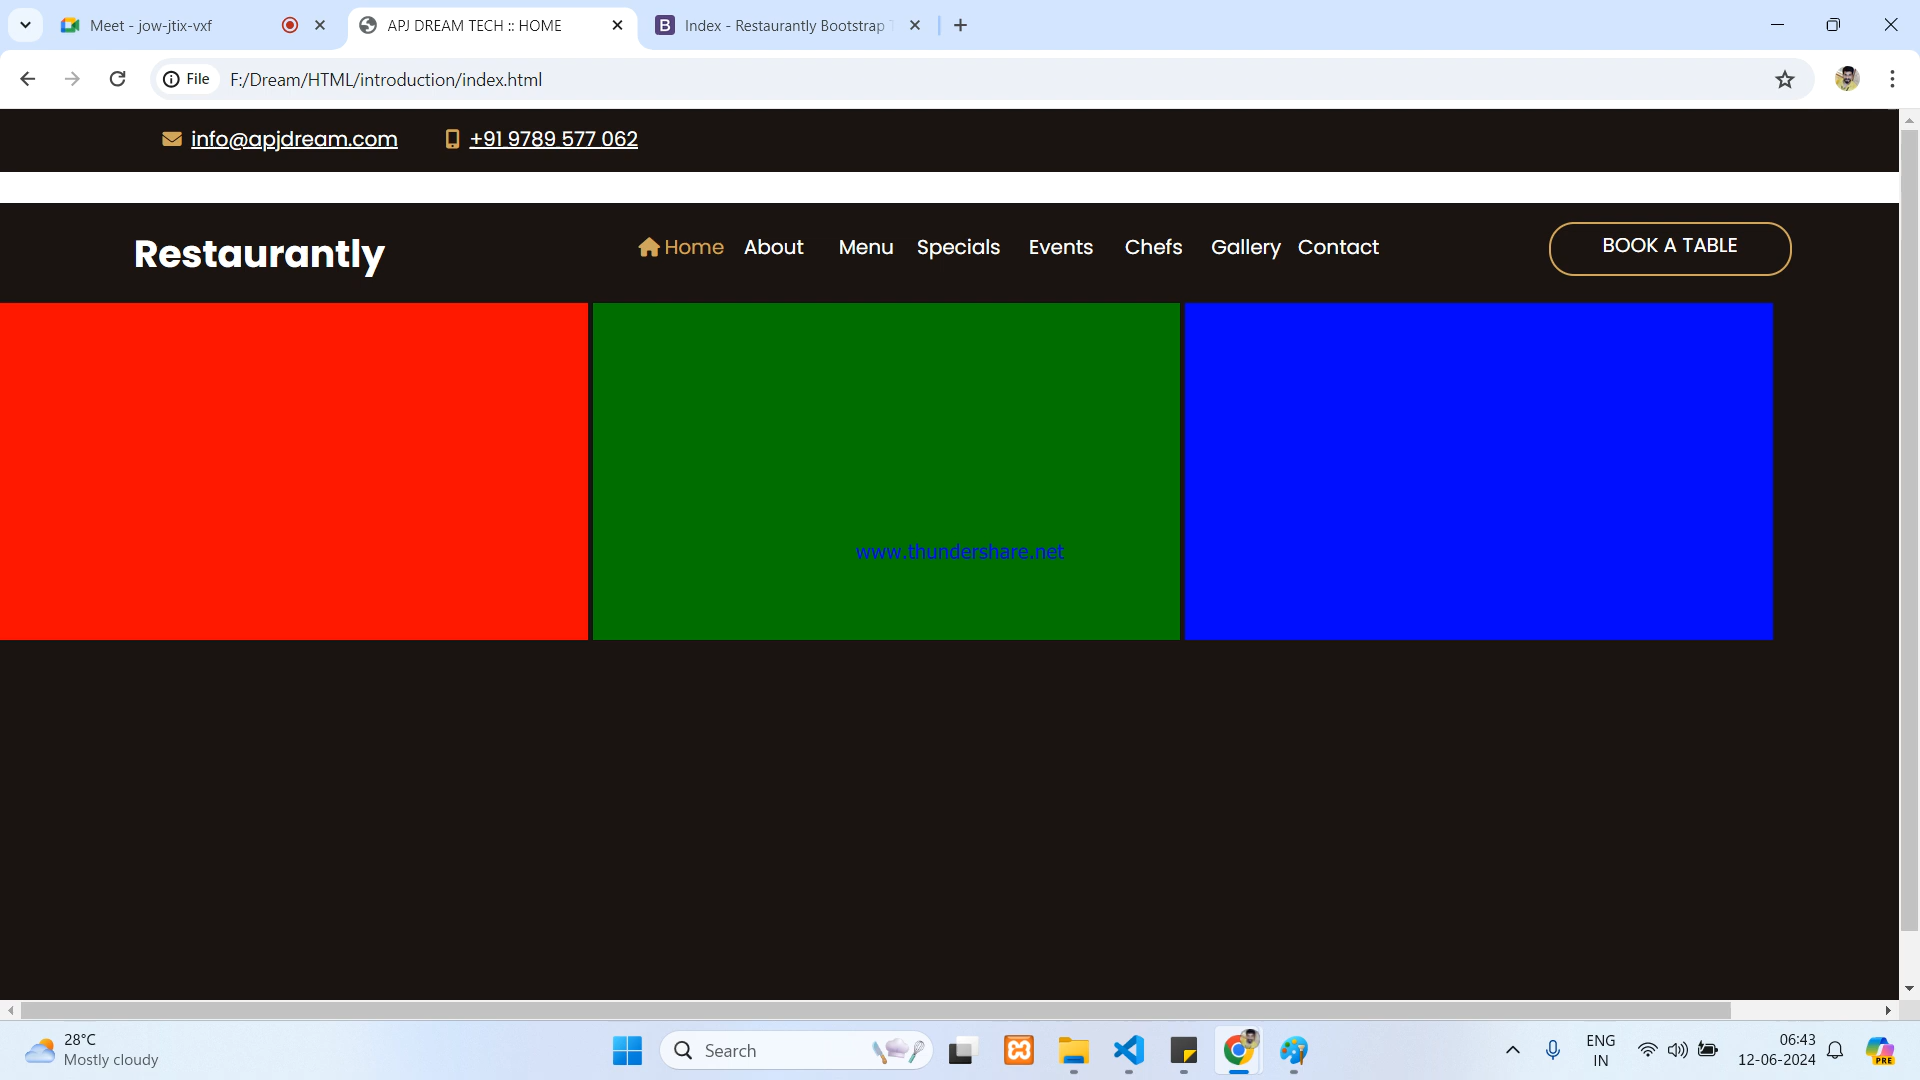 Meet - jow-jtix-vxf
APJ DREAM TECH :: HOME
B Index - Restaurantly Bootstrap
File
F:/Dream/HTML/introduction/index.html
info@apjdream.com
+91 9789 577 062
Restaurantly
Home About Menu Specials Events Chefs Gallery Contact
BOOK A TABLE
www.thundershare.net
28°C
Mostly cloudy
Search
ENG
IN
06:43
12-06-2024
PRE